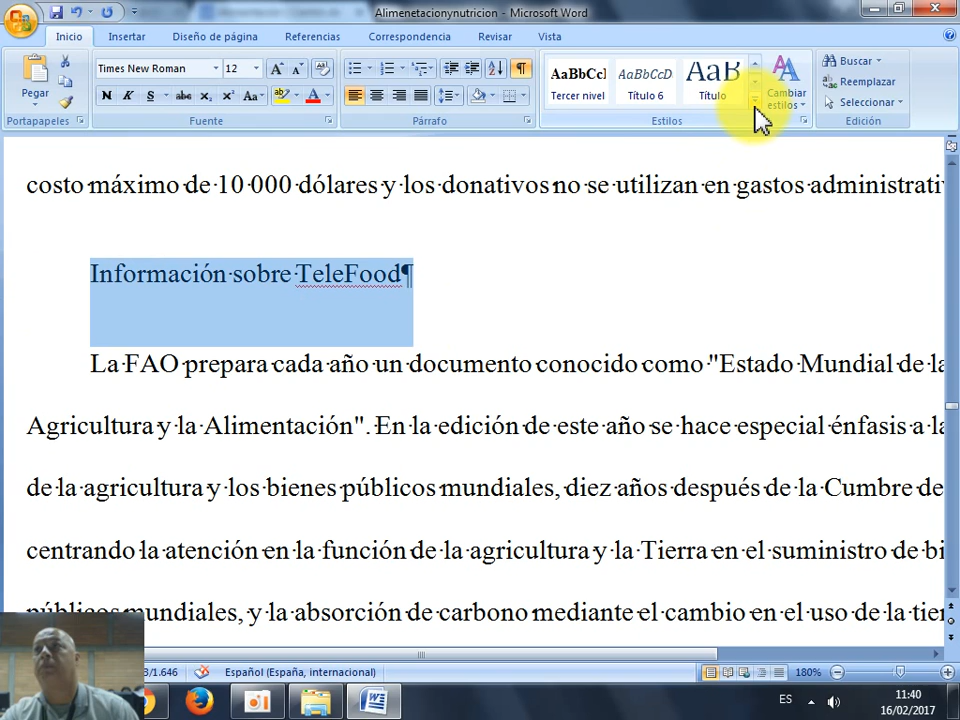 Alimenetacionynutricion - Microsoft Word
Inicio Insertar Diseño de página Referencias Correspondencia Revisar Vista
Pegar
Times New Roman 12
N K S abc x₂ x² Aa
AaBbCcl AaBbCcD AaB
Tercer nivel Título 6 Título
Cambiar estilos
Buscar
Reemplazar
Seleccionar
Portapapeles Fuente Párrafo Estilos Edición
costo máximo de 10 000 dólares y los donativos no se utilizan en gastos administrativ
Información sobre TeleFood¶
La FAO prepara cada año un documento conocido como "Estado Mundial de la
Agricultura y la Alimentación". En la edición de este año se hace especial énfasis a la
de la agricultura y los bienes públicos mundiales, diez años después de la Cumbre de
centrando la atención en la función de la agricultura y la Tierra en el suministro de bi
públicos mundiales, y la absorción de carbono mediante el cambio en el uso de la tier
3/1.646 Español (España, internacional) 180%
ES 11:40
16/02/2017